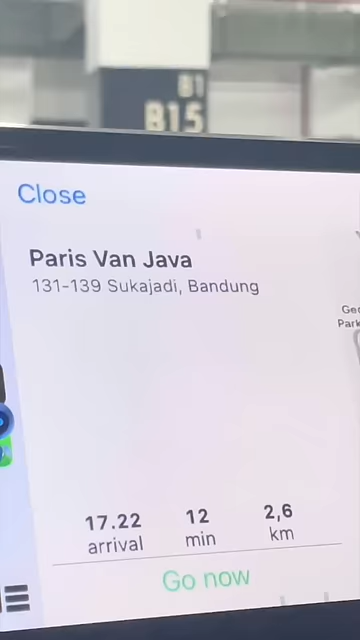 B1
B15
Close
Paris Van Java
131-139 Sukajadi, Bandung
Park
17.22 12 2,6
arrival min km
Go now